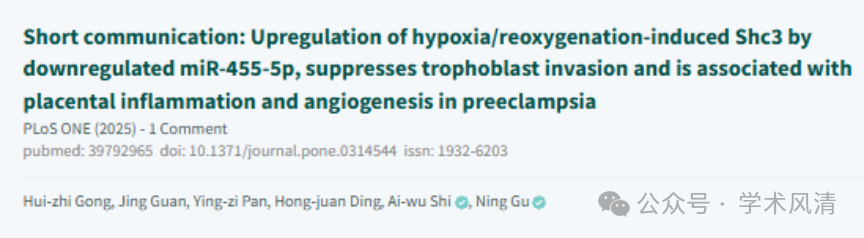 Short communication: Upregulation of hypoxia/reoxygenation-induced Shc3 by
downregulated miR-455-5p, suppresses trophoblast invasion and is associated with
placental inflammation and angiogenesis in preeclampsia
PLoS ONE (2025) - 1 Comment
pubmed: 39792965 doi: 10.1371/journal.pone.0314544 issn: 1932-6203
Hui-zhi Gong, Jing Guan, Ying-zi Pan, Hong-juan Ding, Ai-wu Shi, Ning Gu
公众号 · 学术风清